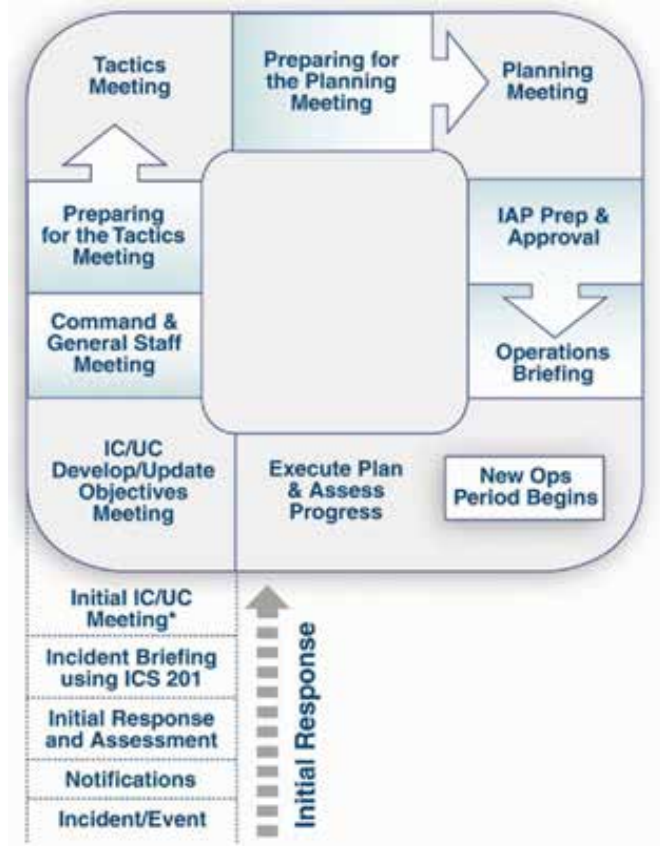 Tactics
Meeting
Preparing for
the Planning
Meeting
Planning
Meeting
Preparing
for the Tactics
Meeting
IAP Prep &
Approval
Command &
General Staff
Meeting
Operations
Briefing
IC/UC
Develop/Update
Objectives
Meeting
Execute Plan
& Assess
Progress
New Ops
Period Begins
Initial IC/UC
Meeting*
Incident Briefing
using ICS 201
Initial Response
and Assessment
Notifications
Incident/Event
Initial Response